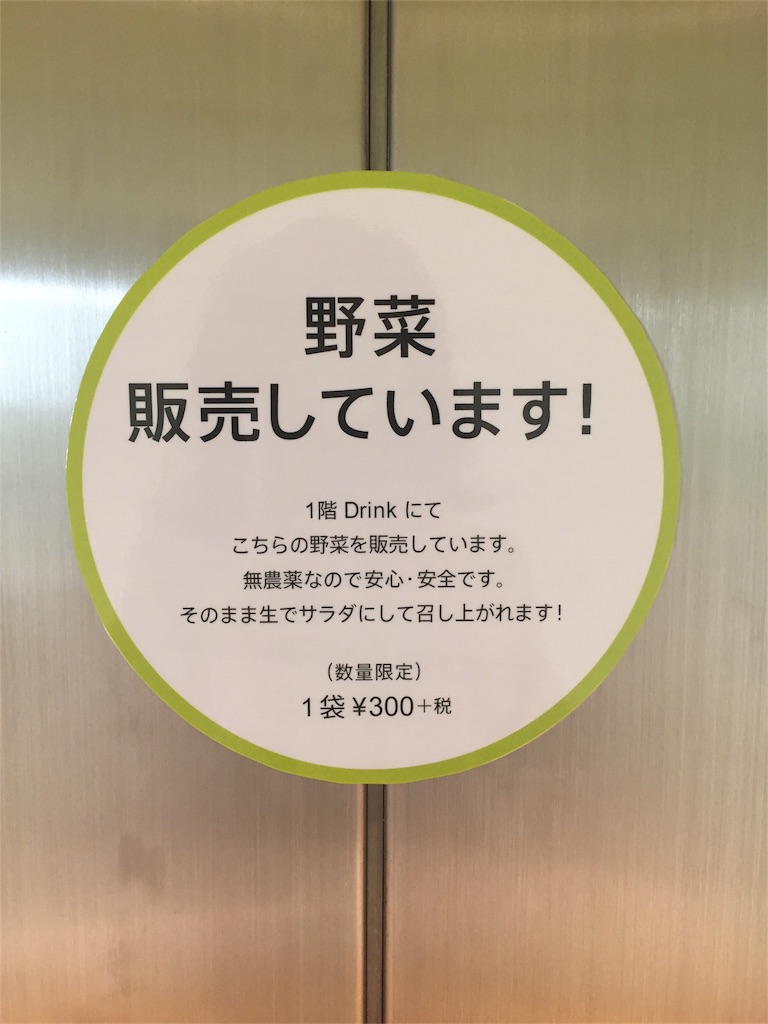 野菜
販売しています!
1階 Drink にて
こちらの野菜を販売しています。
無農薬なので安心・安全です。
そのまま生でサラダにして召し上がれます!
（数量限定）
1袋 ¥300+税